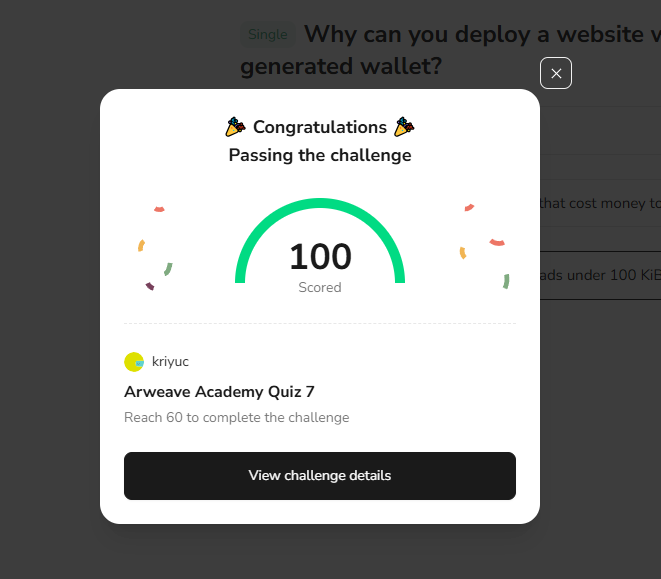 Single Why can you deploy a website w
generated wallet?
🎉 Congratulations 🎉
Passing the challenge
that cost money to
100
ads under 100 KiB
Scored
kriyuc
Arweave Academy Quiz 7
Reach 60 to complete the challenge
View challenge details